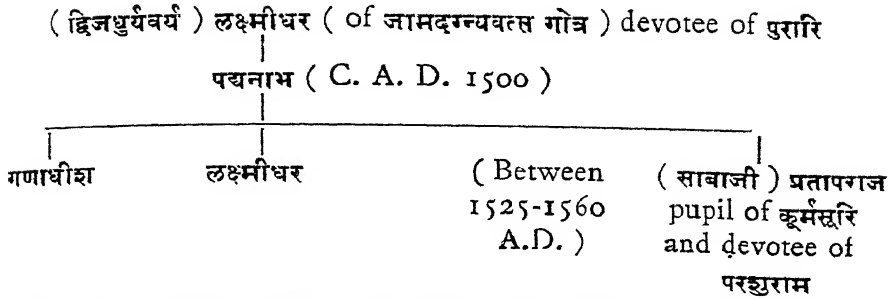 ( द्विजधुर्यवर्य ) लक्ष्मीधर ( of जामदग्न्यवत्स गोत्र ) devotee of पुरारि
पद्मनाभ ( C. A. D. 1500 )
गणाधीश लक्ष्मीधर ( Between ( साबाजी ) प्रतापराज
1525-1560 pupil of कूर्मसूरि
A.D. ) and devotee of
परशुराम